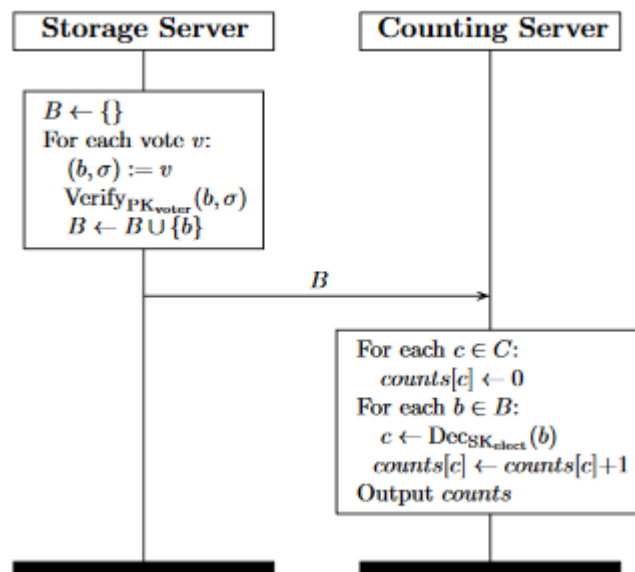 Storage Server
Counting Server
B ← {}
For each vote v:
(b, σ) := v
Verify_PK_voter(b, σ)
B ← B ∪ {b}
B
For each c ∈ C:
counts[c] ← 0
For each b ∈ B:
c ← Dec_SK_elect(b)
counts[c] ← counts[c]+1
Output counts